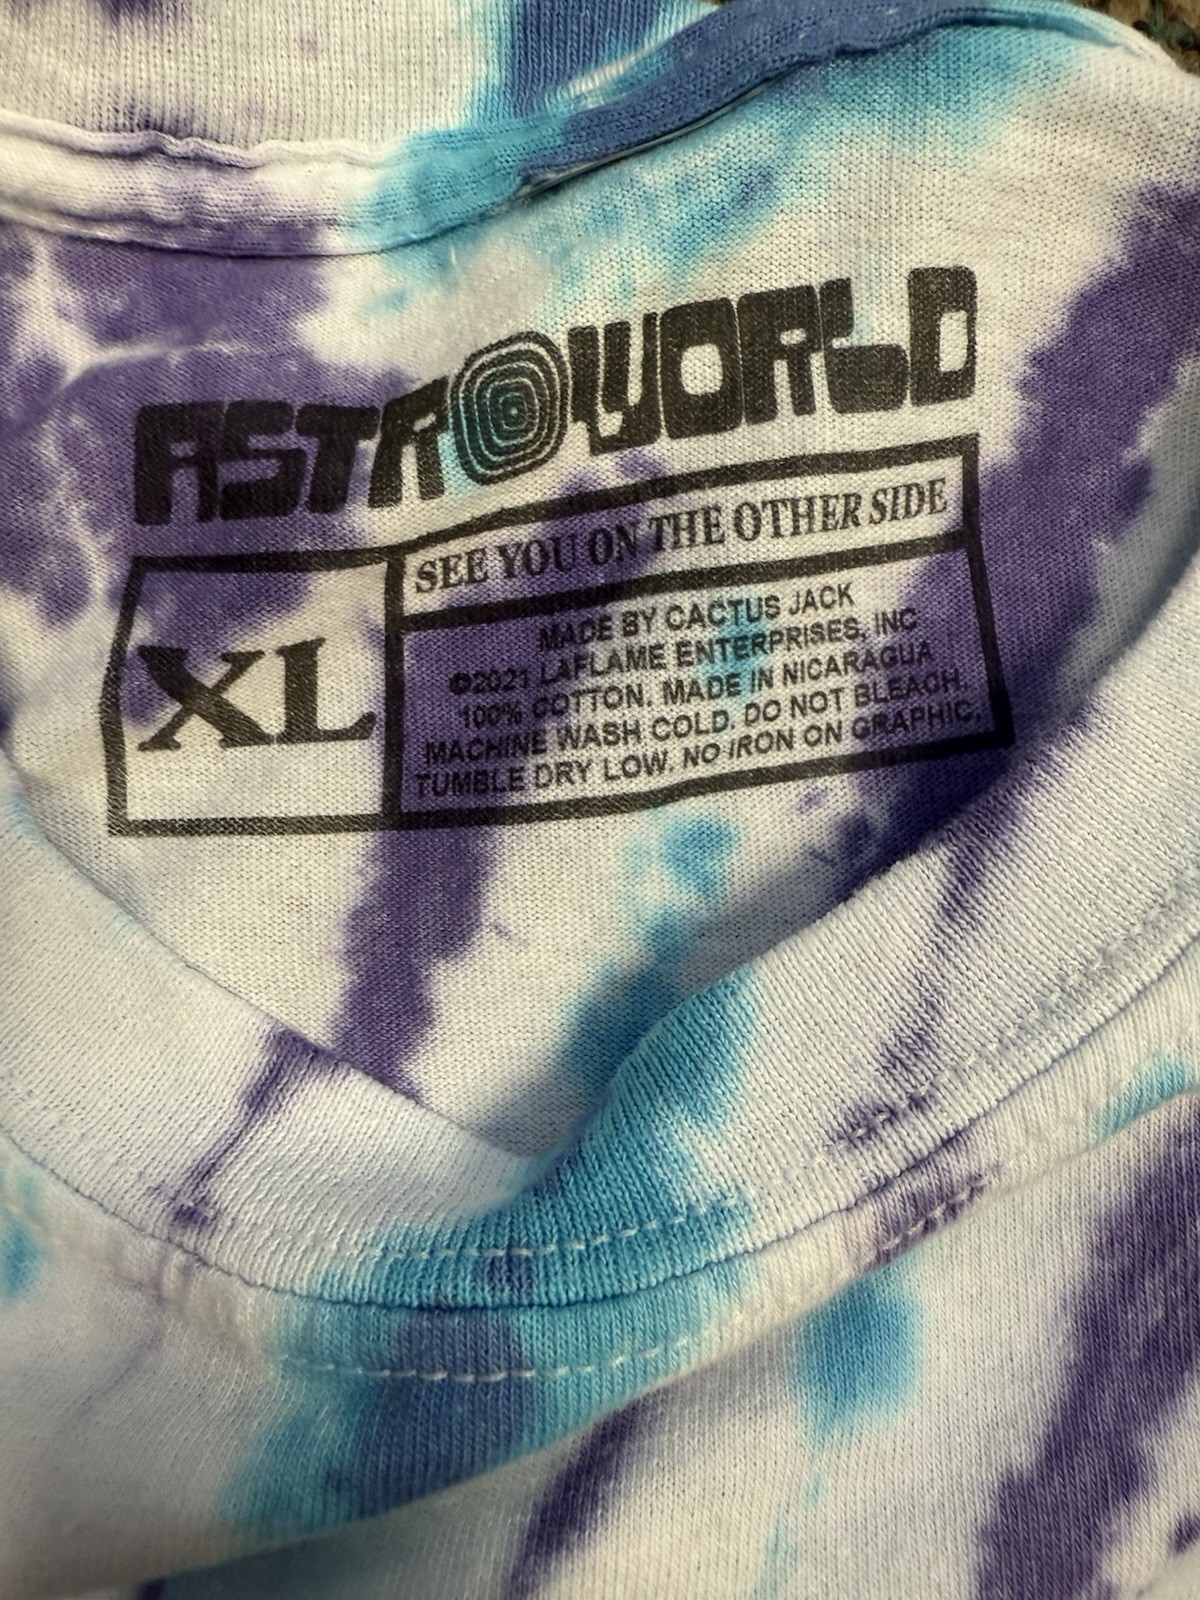 ASTROWORLD
SEE YOU ON THE OTHER SIDE
XL
MADE BY CACTUS JACK
©2021 LAFLAME ENTERPRISES, INC
100% COTTON. MADE IN NICARAGUA
MACHINE WASH COLD. DO NOT BLEACH.
TUMBLE DRY LOW. NO IRON ON GRAPHIC.